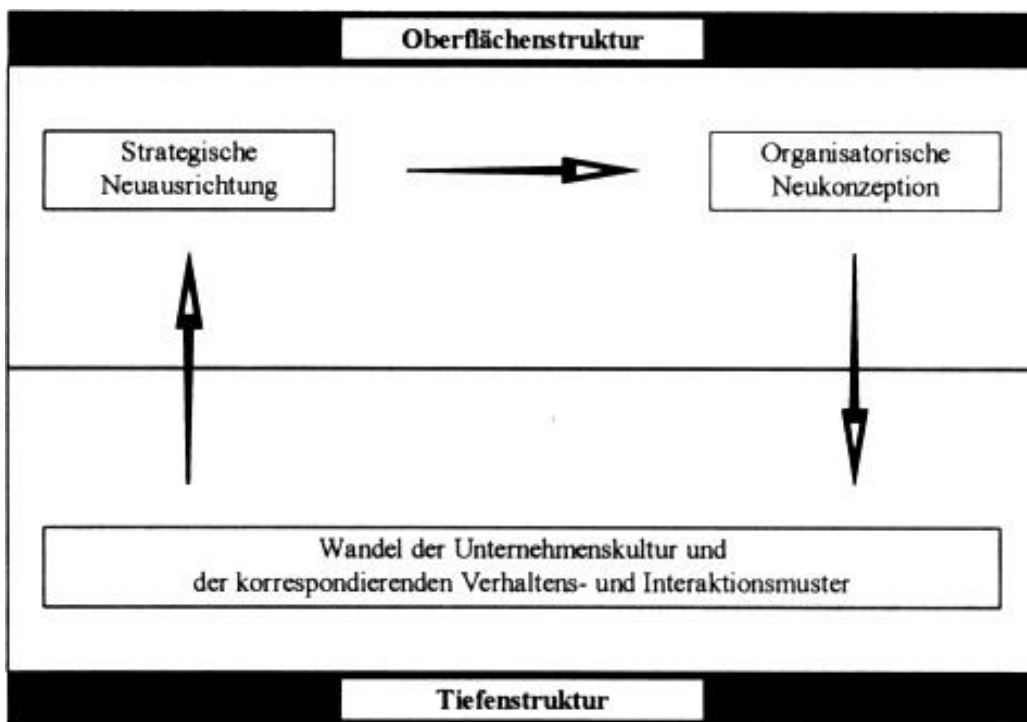 Oberflächenstruktur
Strategische
Neuausrichtung
Organisatorische
Neukonzeption
Wandel der Unternehmenskultur und
der korrespondierenden Verhaltens- und Interaktionsmuster
Tiefenstruktur